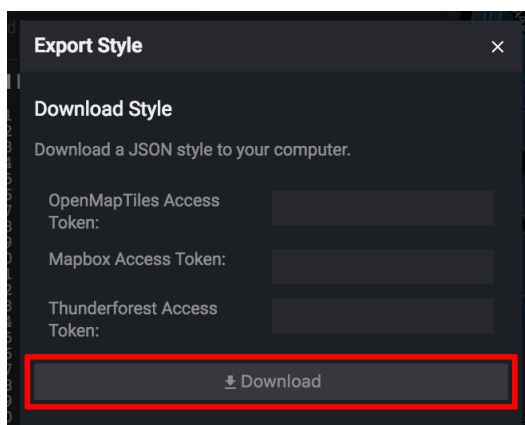 Export Style
Download Style
Download a JSON style to your computer.
OpenMapTiles Access
Token:
Mapbox Access Token:
Thunderforest Access
Token:
Download